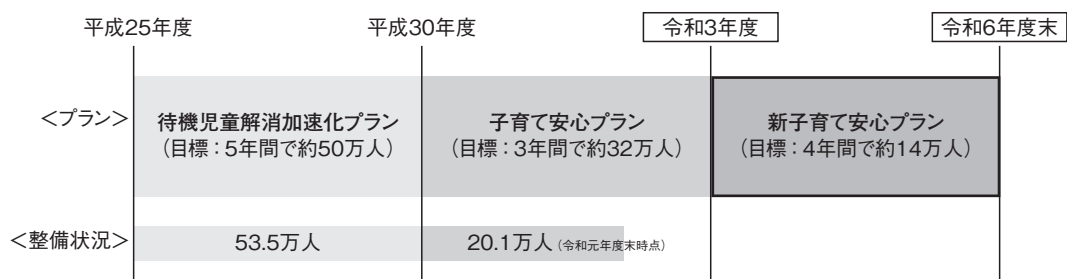 平成25年度 平成30年度 令和3年度 令和6年度末
＜プラン＞
待機児童解消加速化プラン
（目標：5年間で約50万人）
子育て安心プラン
（目標：3年間で約32万人）
新子育て安心プラン
（目標：4年間で約14万人）
＜整備状況＞ 53.5万人 20.1万人（令和元年度末時点）